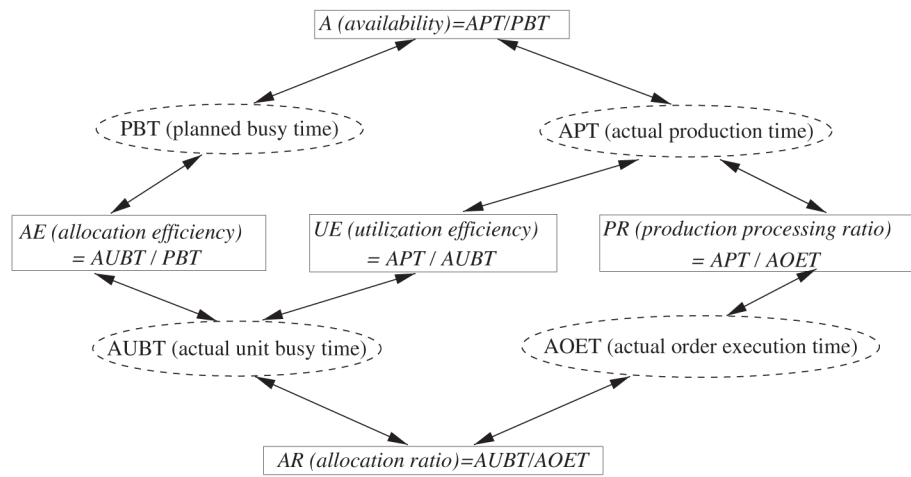 A (availability)=APT/PBT
PBT (planned busy time)
APT (actual production time)
AE (allocation efficiency)
= AUBT / PBT
UE (utilization efficiency)
= APT / AUBT
PR (production processing ratio)
= APT / AOET
AUBT (actual unit busy time)
AOET (actual order execution time)
AR (allocation ratio)=AUBT/AOET